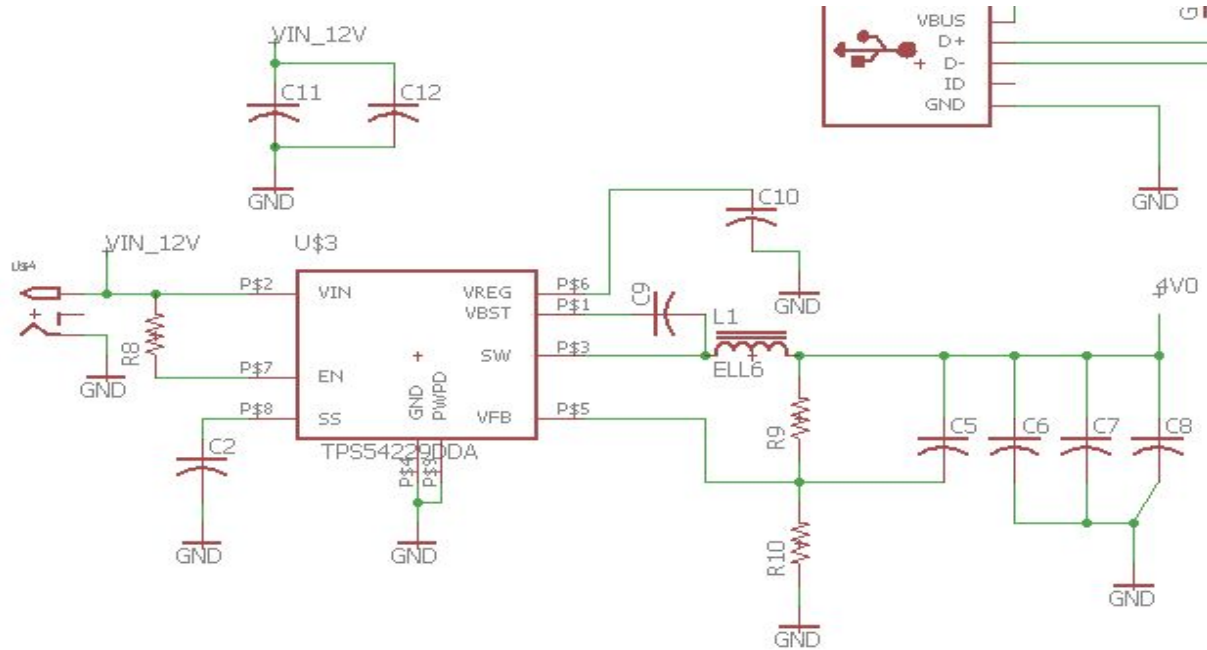 VIN_12V
C11
C12
GND
VBUS
D+
D-
ID
GND
GND
C10
GND
VIN_12V
U$3
P$2
VIN
R8
GND
P$7
EN
P$8
SS
C2
GND
VREG
P$6
VBST
P$1
SW
P$3
VFB
P$5
GND
PWPD
TPS54229DDA
P$4
GND
C9
L1
ELL6
R9
R10
GND
4V0
C5
C6
C7
C8
GND